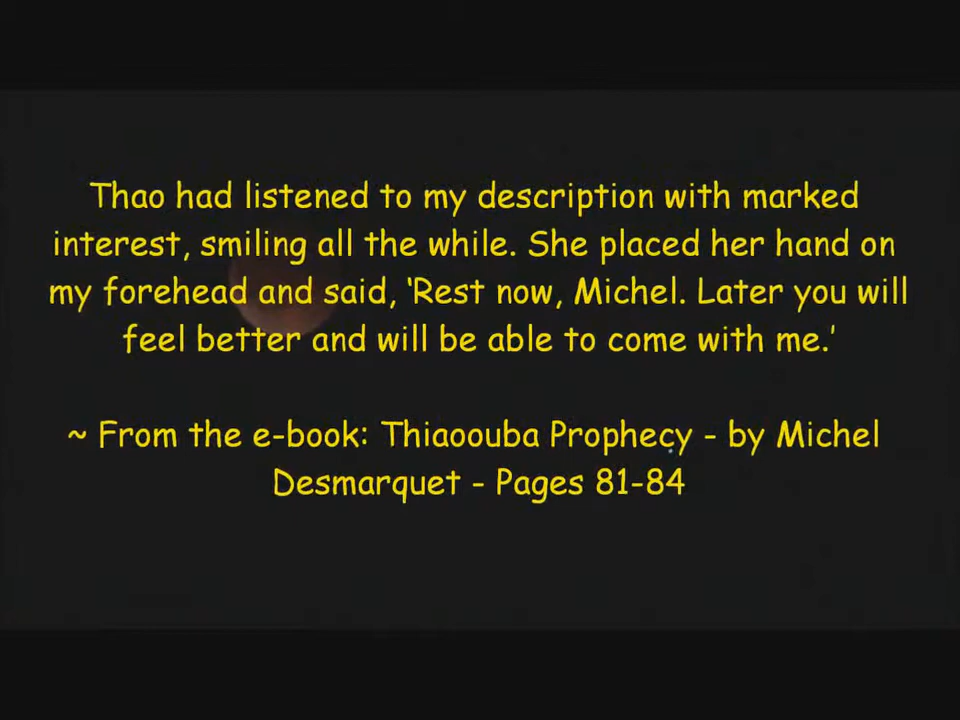 Thao had listened to my description with marked
interest, smiling all the while. She placed her hand on
my forehead and said, ‘Rest now, Michel. Later you will
feel better and will be able to come with me.’
~ From the e-book: Thiaoouba Prophecy - by Michel
Desmarquet - Pages 81-84